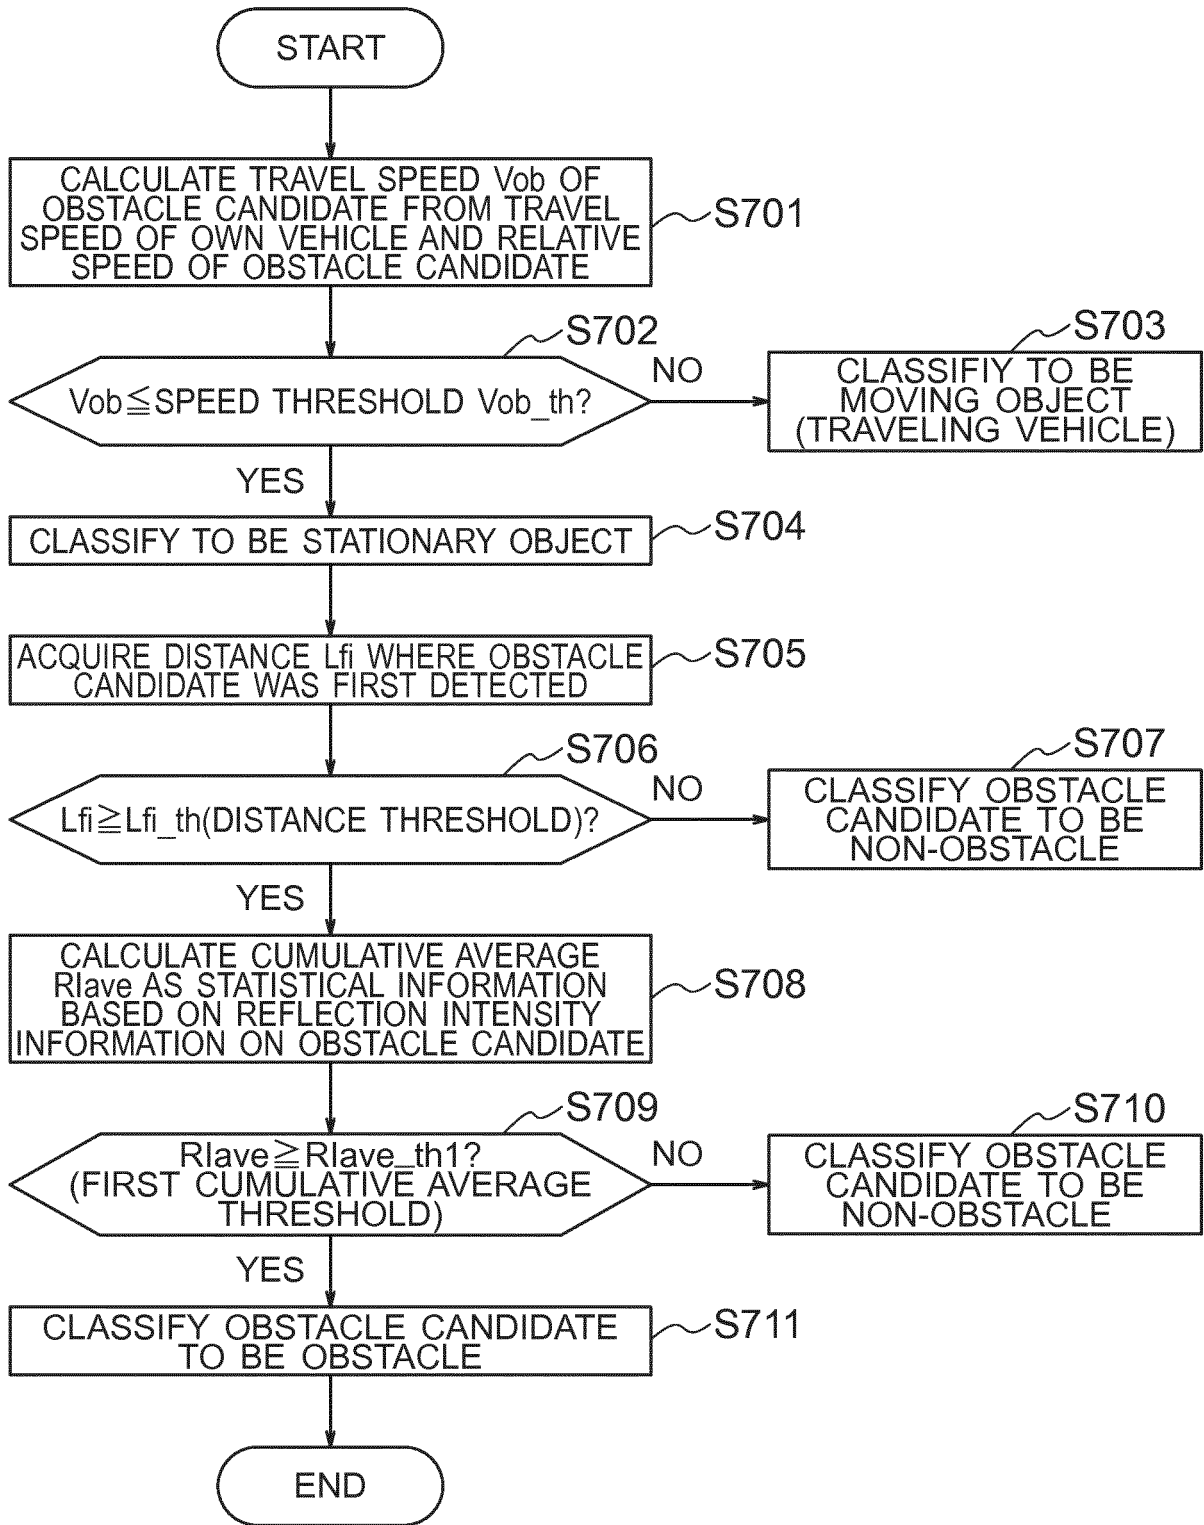 START
CALCULATE TRAVEL SPEED Vob OF
OBSTACLE CANDIDATE FROM TRAVEL
SPEED OF OWN VEHICLE AND RELATIVE
SPEED OF OBSTACLE CANDIDATE
S701
S702
Vob≦SPEED THRESHOLD Vob_th?
NO
S703
CLASSIFIY TO BE
MOVING OBJECT
(TRAVELING VEHICLE)
YES
CLASSIFY TO BE STATIONARY OBJECT
S704
ACQUIRE DISTANCE Lfi WHERE OBSTACLE
CANDIDATE WAS FIRST DETECTED
S705
S706
Lfi≧Lfi_th(DISTANCE THRESHOLD)?
NO
S707
CLASSIFY OBSTACLE
CANDIDATE TO BE
NON-OBSTACLE
YES
CALCULATE CUMULATIVE AVERAGE
RIave AS STATISTICAL INFORMATION
BASED ON REFLECTION INTENSITY
INFORMATION ON OBSTACLE CANDIDATE
S708
S709
RIave≧RIave_th1?
(FIRST CUMULATIVE AVERAGE
THRESHOLD)
NO
S710
CLASSIFY OBSTACLE
CANDIDATE TO BE
NON-OBSTACLE
YES
CLASSIFY OBSTACLE CANDIDATE
TO BE OBSTACLE
S711
END